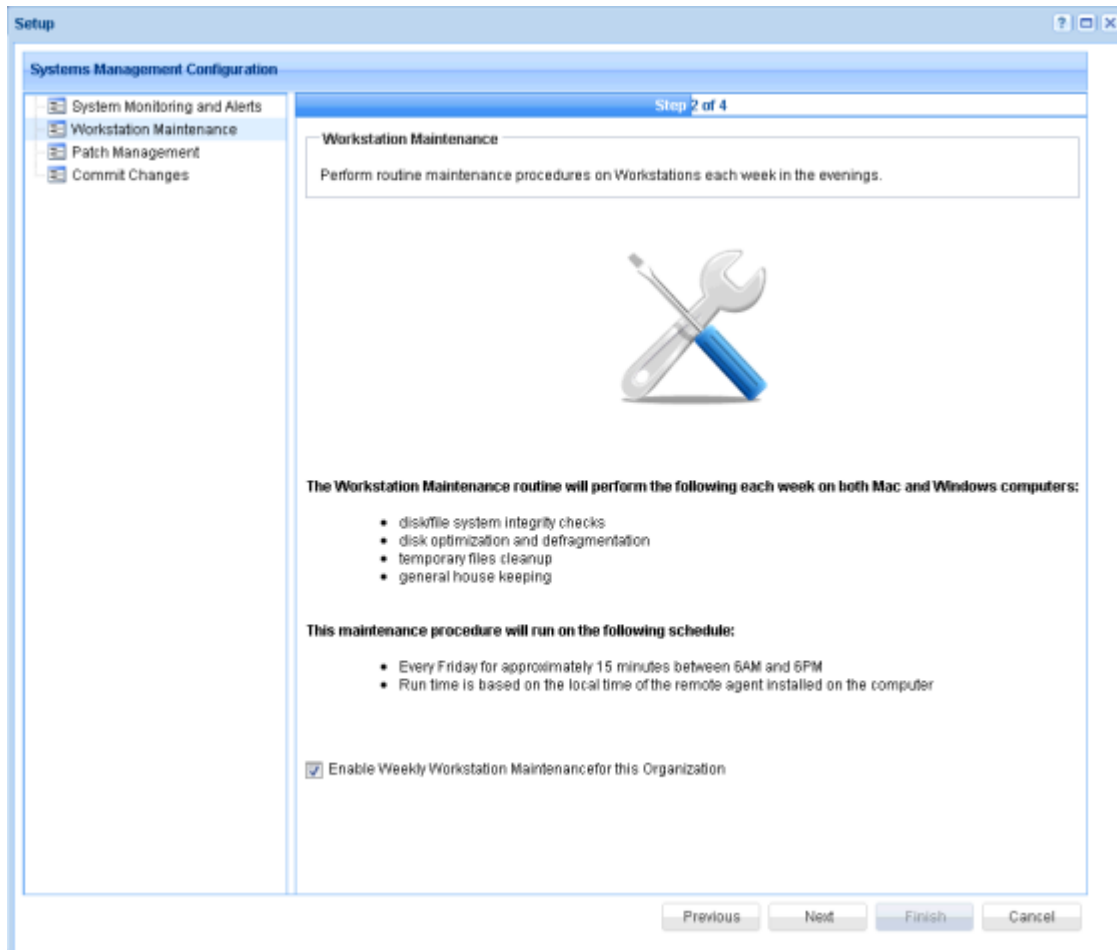 Setup
Systems Management Configuration
System Monitoring and Alerts
Workstation Maintenance
Patch Management
Commit Changes
Step 2 of 4
Workstation Maintenance
Perform routine maintenance procedures on Workstations each week in the evenings.
The Workstation Maintenance routine will perform the following each week on both Mac and Windows computers:
• disk/file system integrity checks
• disk optimization and defragmentation
• temporary files cleanup
• general house keeping
This maintenance procedure will run on the following schedule:
• Every Friday for approximately 15 minutes between 6AM and 6PM
• Run time is based on the local time of the remote agent installed on the computer
Enable Weekly Workstation Maintenancefor this Organization
Previous Next Finish Cancel